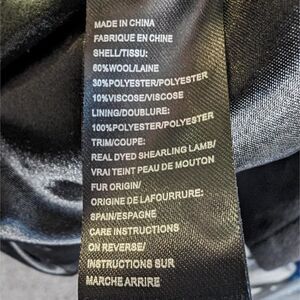 MADE IN CHINA
FABRIQUE EN CHINE
SHELL/TISSU:
60%WOOL/LAINE
30%POLYESTER/POLYESTER
10%VISCOSE/VISCOSE
LINING/DOUBLURE:
100%POLYESTER/POLYESTER
TRIM/COUPE:
REAL DYED SHEARLING LAMB/
VRAI TEINT PEAU DE MOUTON
FUR ORIGIN/
ORIGINE DE LAFOURRURE:
SPAIN/ESPAGNE
CARE INSTRUCTIONS
ON REVERSE/
INSTRUCTIONS SUR
MARCHE ARRIRE